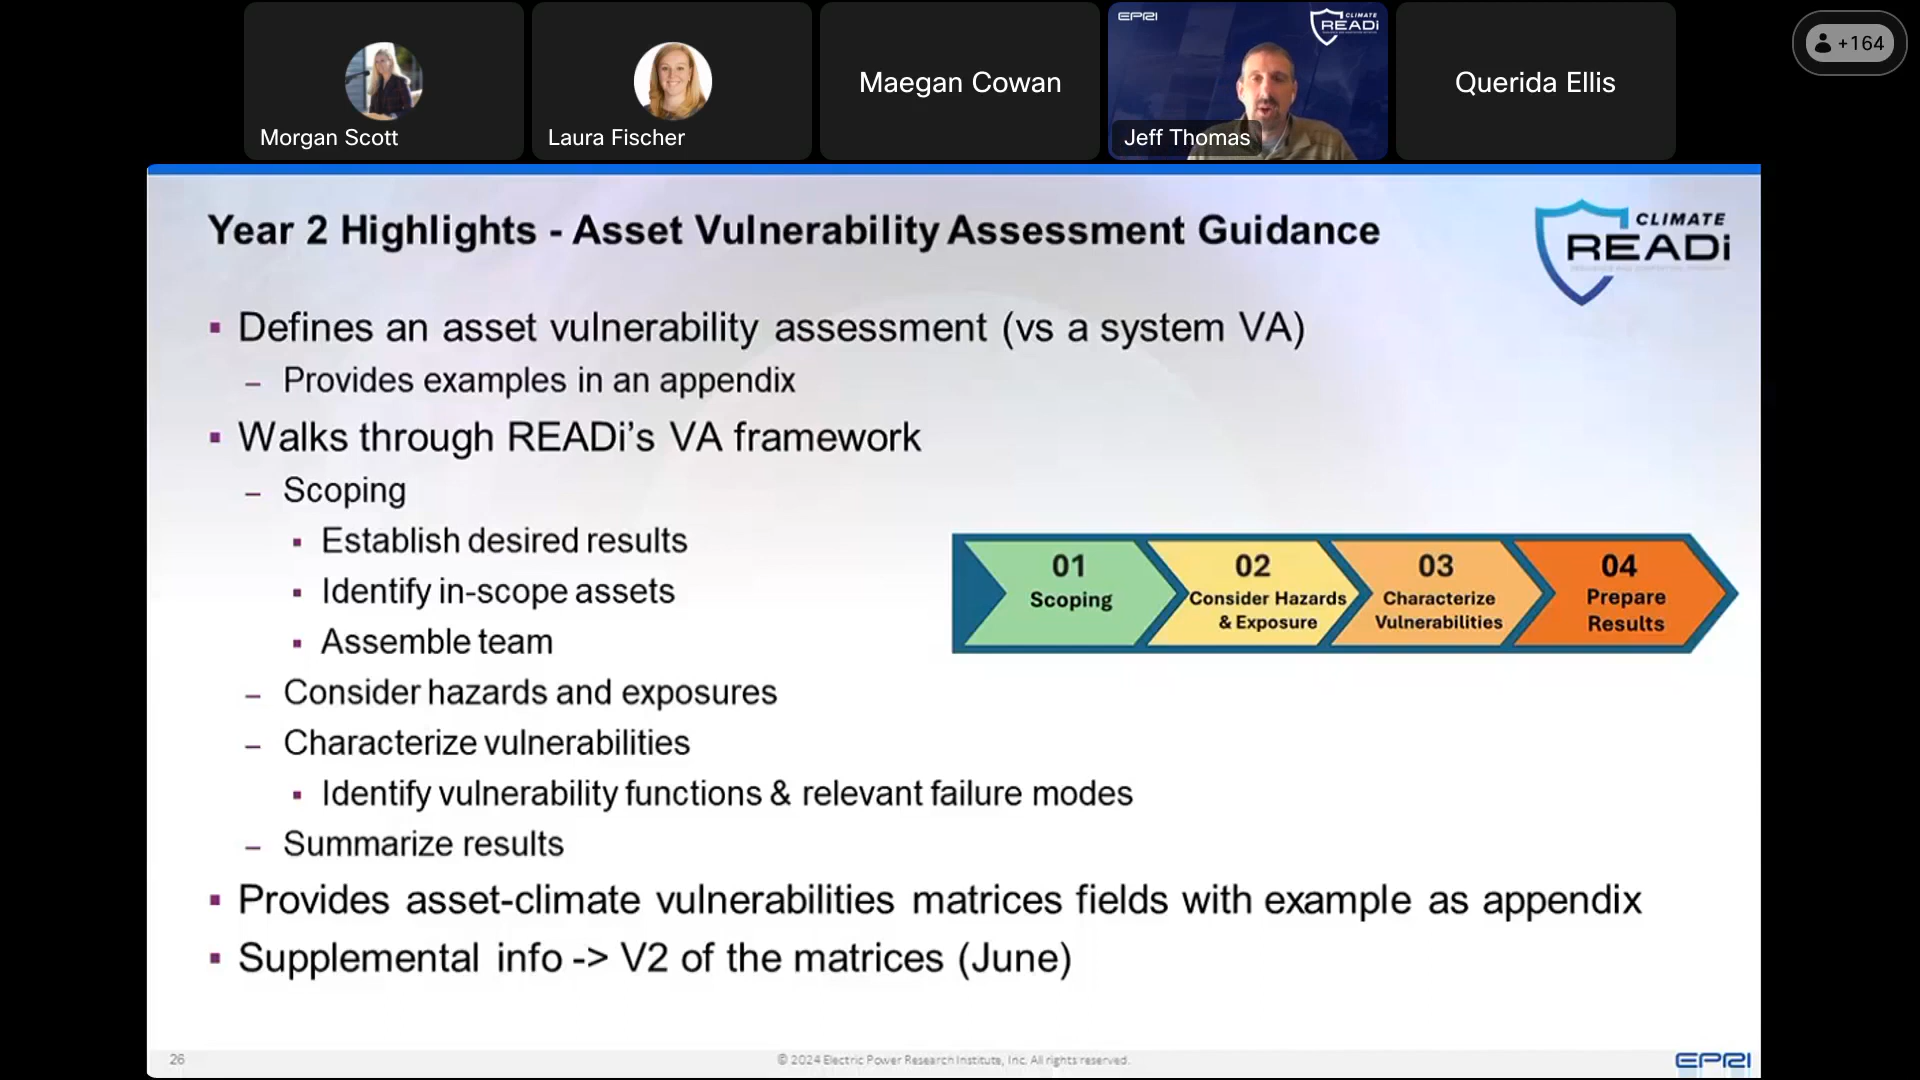 Morgan Scott
Laura Fischer
Maegan Cowan
EPRI
CLIMATE
READi
Jeff Thomas
Querida Ellis
+164
Year 2 Highlights - Asset Vulnerability Assessment Guidance
CLIMATE
READi
▪ Defines an asset vulnerability assessment (vs a system VA)
– Provides examples in an appendix
▪ Walks through READi’s VA framework
– Scoping
▪ Establish desired results
▪ Identify in-scope assets
▪ Assemble team
– Consider hazards and exposures
– Characterize vulnerabilities
▪ Identify vulnerability functions & relevant failure modes
– Summarize results
▪ Provides asset-climate vulnerabilities matrices fields with example as appendix
▪ Supplemental info -> V2 of the matrices (June)
01
Scoping
02
Consider Hazards
& Exposure
03
Characterize
Vulnerabilities
04
Prepare
Results
26
© 2024 Electric Power Research Institute, Inc. All rights reserved.
EPRI